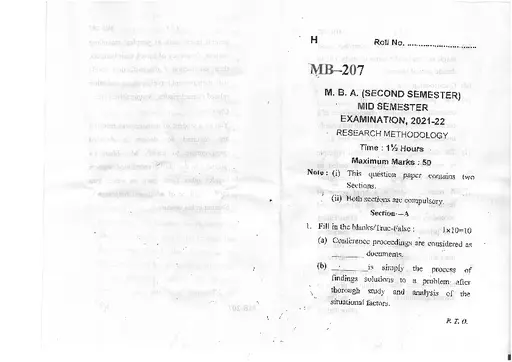 H Roll No. ..............................
MB–207
M. B. A. (SECOND SEMESTER)
MID SEMESTER
EXAMINATION, 2021-22
RESEARCH METHODOLOGY
Time : 1½ Hours
Maximum Marks : 50
Note : (i) This question paper contains two
Sections.
(ii) Both sections are compulsory.
Section—A
1. Fill in the blanks/True-False : 1×10=10
(a) Conference proceedings are considered as
_______ documents.
(b) _______ is simply the process of
findings solutions to a problem after
thorough study and analysis of the
situational factors.
P. T. O.